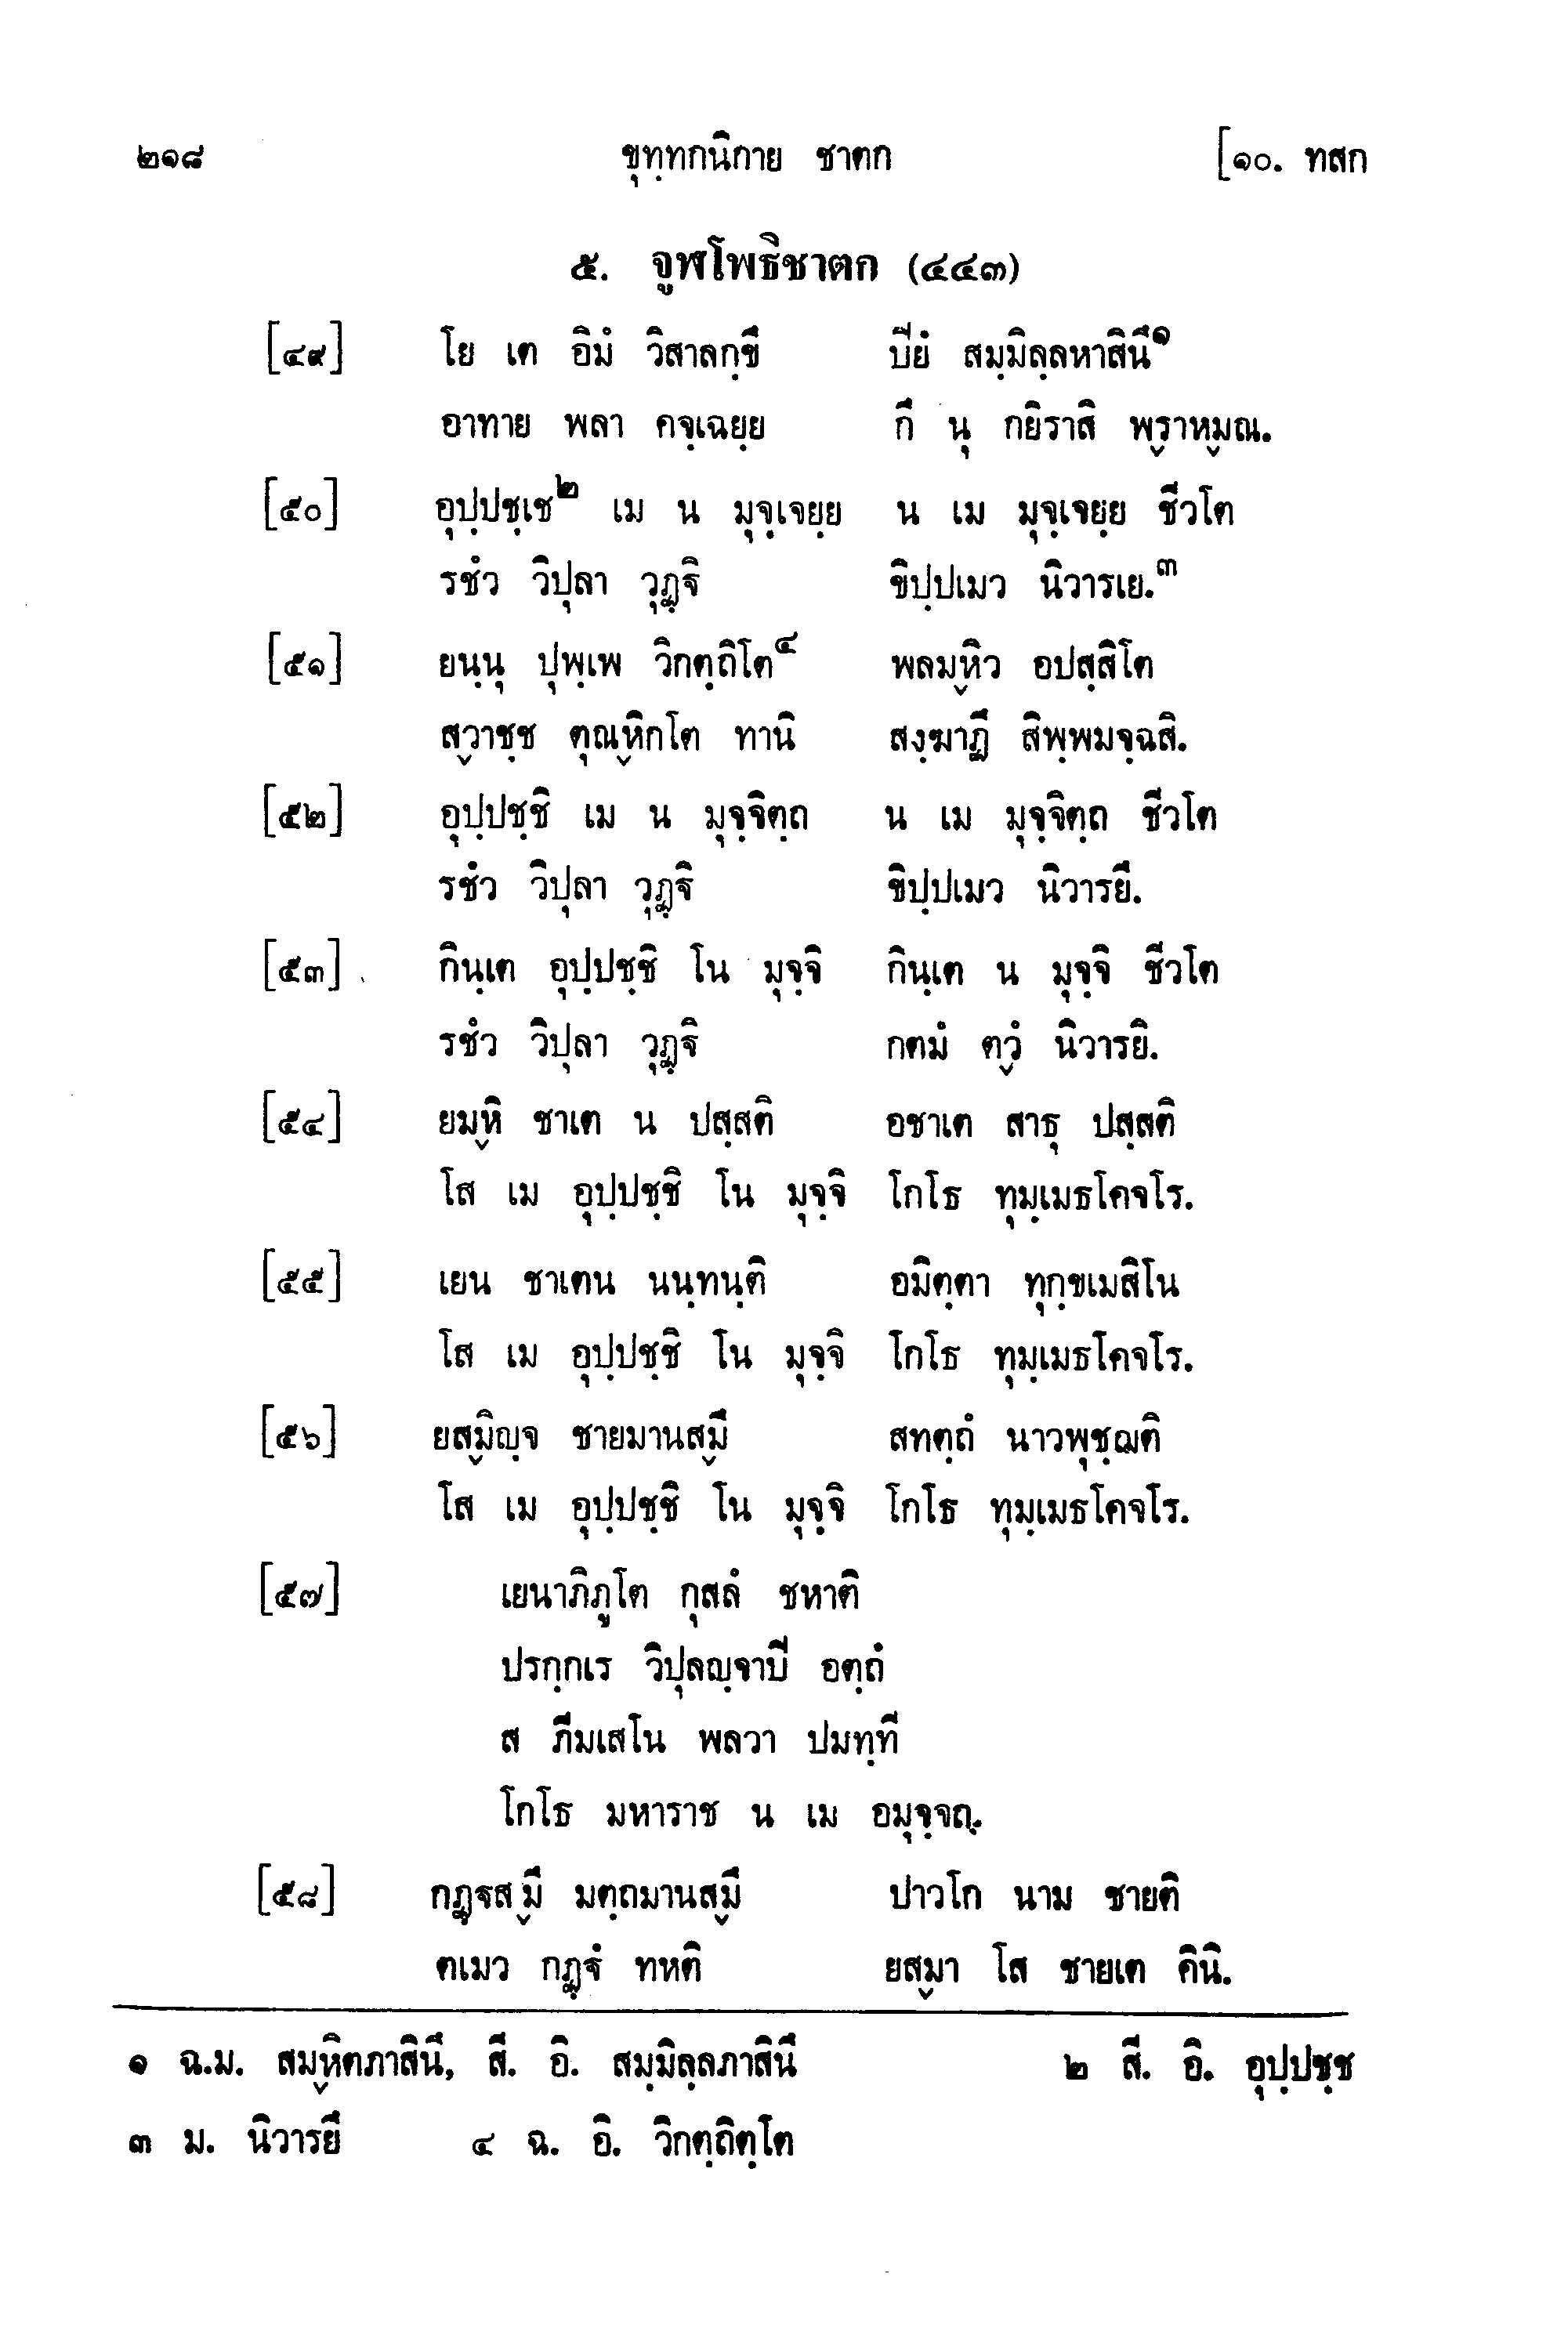 ๒๑๘ ขุทฺทกนิกาย ชาตก [๑๐. ทสก
๕. จูฬโพธิชาตก (๔๔๓)
[๔๙] โย เต อิมํ วิสาลกฺขึ ปิยํ สมฺมิลฺลหาสินึ๑
อาทาย พลา คจฺเฉยฺย กึ นุ กยิราสิ พฺราหฺมณ.
[๕๐] อุปฺปชฺเช๒ เม น มุจฺเจยฺย น เม มุจฺเจยฺย ชีวโต
รชํว วิปุลา วุฏฺฐิ ขิปฺปเมว นิวารเย.๓
[๕๑] ยนฺนุ ปุพฺเพ วิกตฺถิโต๔ พลมฺหิว อปสฺสิโต
สฺวาชฺช ตุณฺหิกโต ทานิ สงฺฆาฏึ สิพฺพมจฺฉสิ.
[๕๒] อุปฺปชฺชิ เม น มุจฺจิตฺถ น เม มุจฺจิตฺถ ชีวโต
รชํว วิปุลา วุฏฺฐิ ขิปฺปเมว นิวารยึ.
[๕๓] กินฺเต อุปฺปชฺชิ โน มุจฺจิ กินฺเต น มุจฺจิ ชีวโต
รชํว วิปุลา วุฏฺฐิ กตมํ ตฺวํ นิวารยิ.
[๕๔] ยมฺหิ ชาเต น ปสฺสติ อชาเต สาธุ ปสฺสติ
โส เม อุปฺปชฺชิ โน มุจฺจิ โกโธ ทุมฺเมธโคจโร.
[๕๕] เยน ชาเตน นนฺทนฺติ อมิตฺตา ทุกฺขเมสิโน
โส เม อุปฺปชฺชิ โน มุจฺจิ โกโธ ทุมฺเมธโคจโร.
[๕๖] ยสฺมิญฺจ ชายมานสฺมึ สทตฺถํ นาวพุชฺฌติ
โส เม อุปฺปชฺชิ โน มุจฺจิ โกโธ ทุมฺเมธโคจโร.
[๕๗] เยนาภิภูโต กุสลํ ชหาติ
ปรกฺกเร วิปุลญฺจาปิ อตฺถํ
ส ภีมเสโน พลวา ปมทฺที
โกโธ มหาราช น เม อมุจฺจถ.
[๕๘] กฏฺฐสฺมึ มตฺถมานสฺมึ ปาวโก นาม ชายติ
ตเมว กฏฺฐํ ทหติ ยสฺมา โส ชายเต คินิ.
๑ ฉ.ม. สมฺหิตภาสินึ, สี. อิ. สมฺมิลฺลภาสินึ ๒ สี. อิ. อุปฺปชฺช
๓ ม. นิวารยึ ๔ ฉ. อิ. วิกตฺถิตฺโต